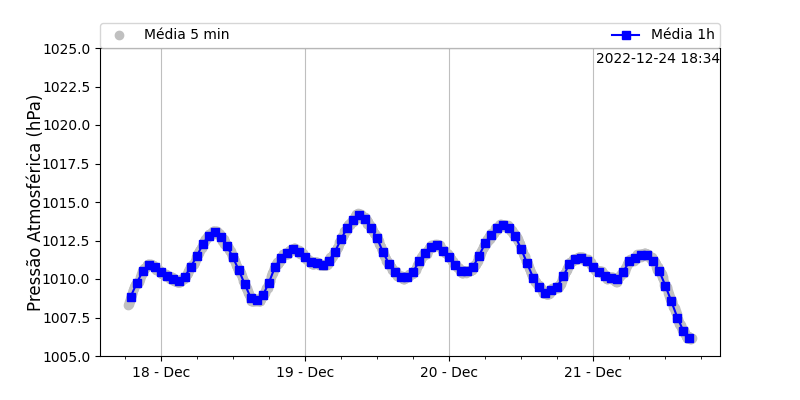 Média 5 min
Média 1h
2022-12-24 18:34
Pressão Atmosférica (hPa)
1025.0
1022.5
1020.0
1017.5
1015.0
1012.5
1010.0
1007.5
1005.0
18 - Dec
19 - Dec
20 - Dec
21 - Dec